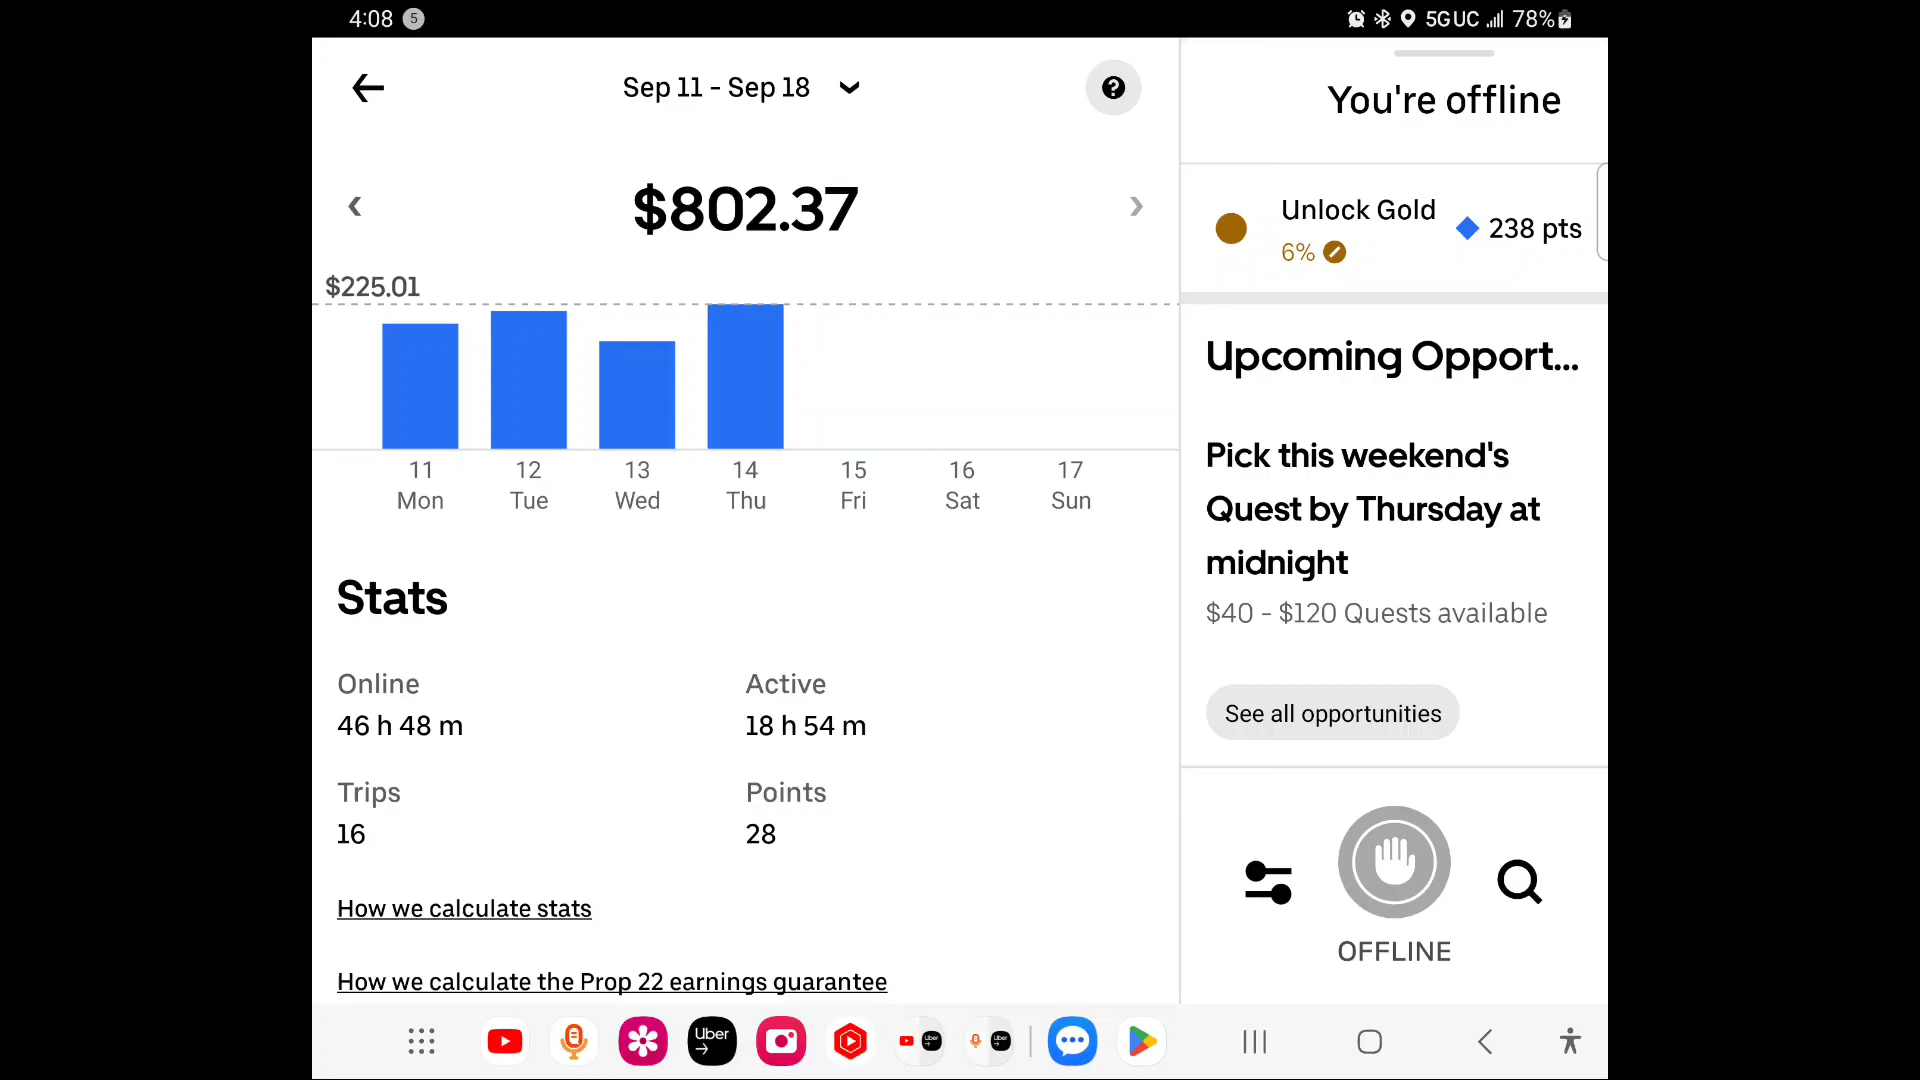 4:08 5
5G UC 78%
Sep 11 - Sep 18
?
$802.37
$225.01
11 12 13 14 15 16 17
Mon Tue Wed Thu Fri Sat Sun
Stats
Online Active
46 h 48 m 18 h 54 m
Trips Points
16 28
How we calculate stats
How we calculate the Prop 22 earnings guarantee
You're offline
Unlock Gold
6%
238 pts
Upcoming Opport...
Pick this weekend's
Quest by Thursday at
midnight
$40 - $120 Quests available
See all opportunities
OFFLINE
Uber